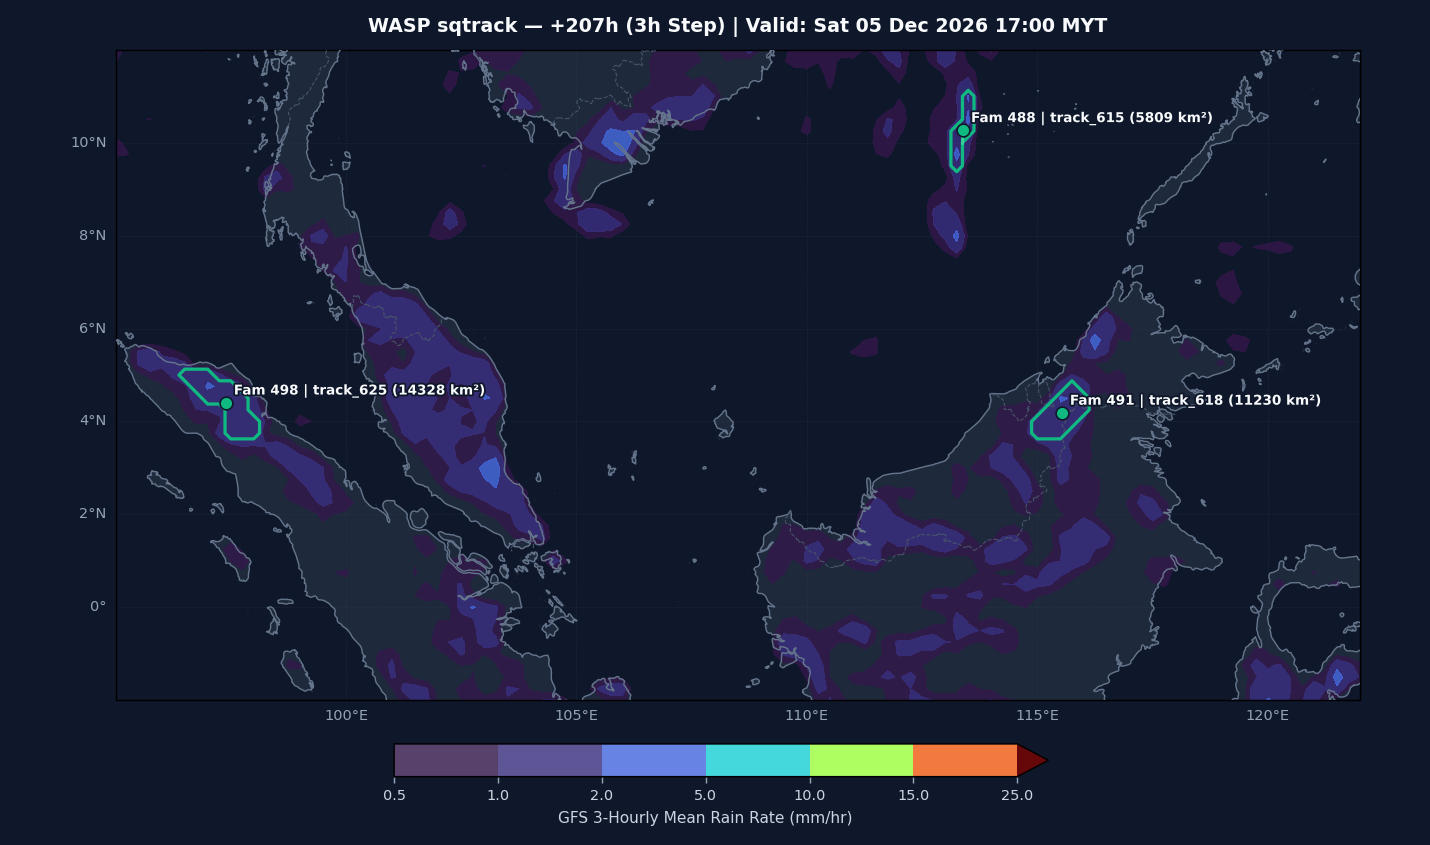 WASP sqtrack — +207h (3h Step) | Valid: Sat 05 Dec 2026 17:00 MYT
10°N
8°N
6°N
4°N
2°N
0°
Fam 488 | track_615 (5809 km²)
Fam 498 | track_625 (14328 km²)
Fam 491 | track_618 (11230 km²)
100°E 105°E 110°E 115°E 120°E
0.5 1.0 2.0 5.0 10.0 15.0 25.0
GFS 3-Hourly Mean Rain Rate (mm/hr)